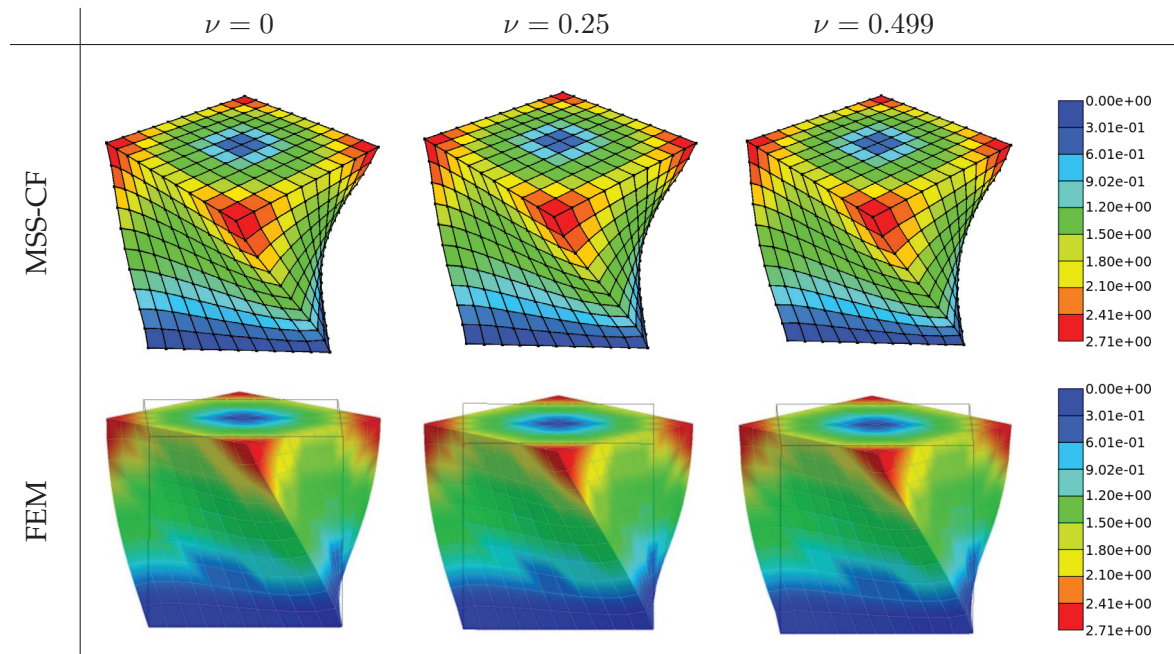 ν = 0
ν = 0.25
ν = 0.499
MSS-CF
0.00e+00
3.01e-01
6.01e-01
9.02e-01
1.20e+00
1.50e+00
1.80e+00
2.10e+00
2.41e+00
2.71e+00
FEM
0.00e+00
3.01e-01
6.01e-01
9.02e-01
1.20e+00
1.50e+00
1.80e+00
2.10e+00
2.41e+00
2.71e+00